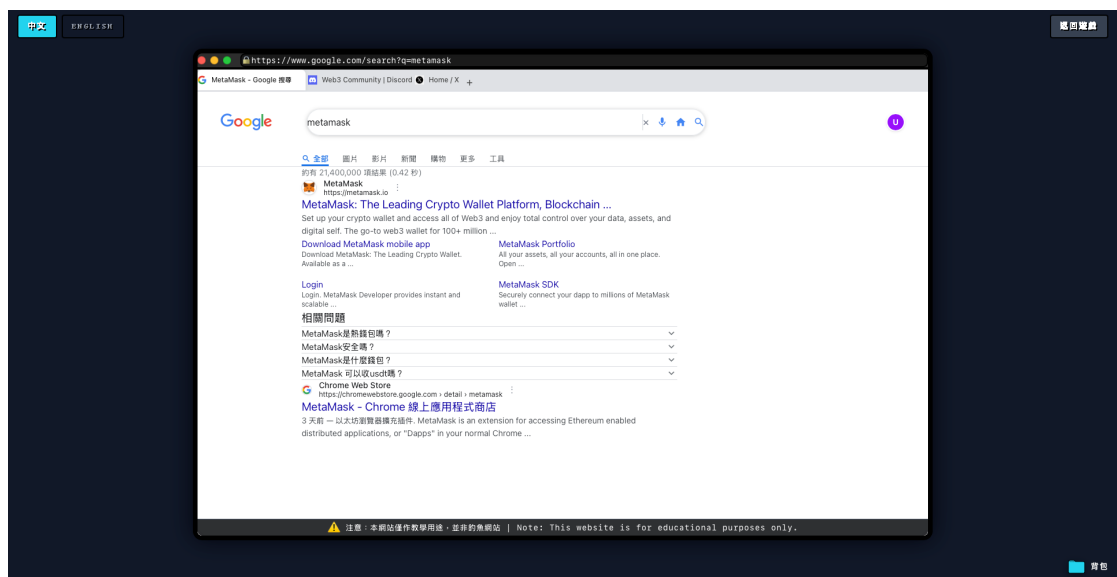 中文 ENGLISH 返回遊戲
https://www.google.com/search?q=metamask
MetaMask - Google 搜尋 Web3 Community | Discord Home / X +
Google metamask × U
全部 圖片 影片 新聞 購物 更多 工具
約有 21,400,000 項結果 (0.42 秒)
MetaMask
https://metamask.io
MetaMask: The Leading Crypto Wallet Platform, Blockchain ...
Set up your crypto wallet and access all of Web3 and enjoy total control over your data, assets, and
digital self. The go-to web3 wallet for 100+ million ...
Download MetaMask mobile app MetaMask Portfolio
Download MetaMask: The Leading Crypto Wallet. All your assets, all your accounts, all in one place.
Available as a ... Open ...
Login MetaMask SDK
Login. MetaMask Developer provides instant and Securely connect your dapp to millions of MetaMask
scalable ... wallet ...
相關問題
MetaMask是熱錢包嗎？
MetaMask安全嗎？
MetaMask是什麼錢包？
MetaMask 可以收usdt嗎？
Chrome Web Store
https://chromewebstore.google.com › detail › metamask
MetaMask - Chrome 線上應用程式商店
3 天前 — 以太坊瀏覽器擴充插件. MetaMask is an extension for accessing Ethereum enabled
distributed applications, or "Dapps" in your normal Chrome ...
注意：本網站僅作教學用途，並非釣魚網站 | Note: This website is for educational purposes only.
背包